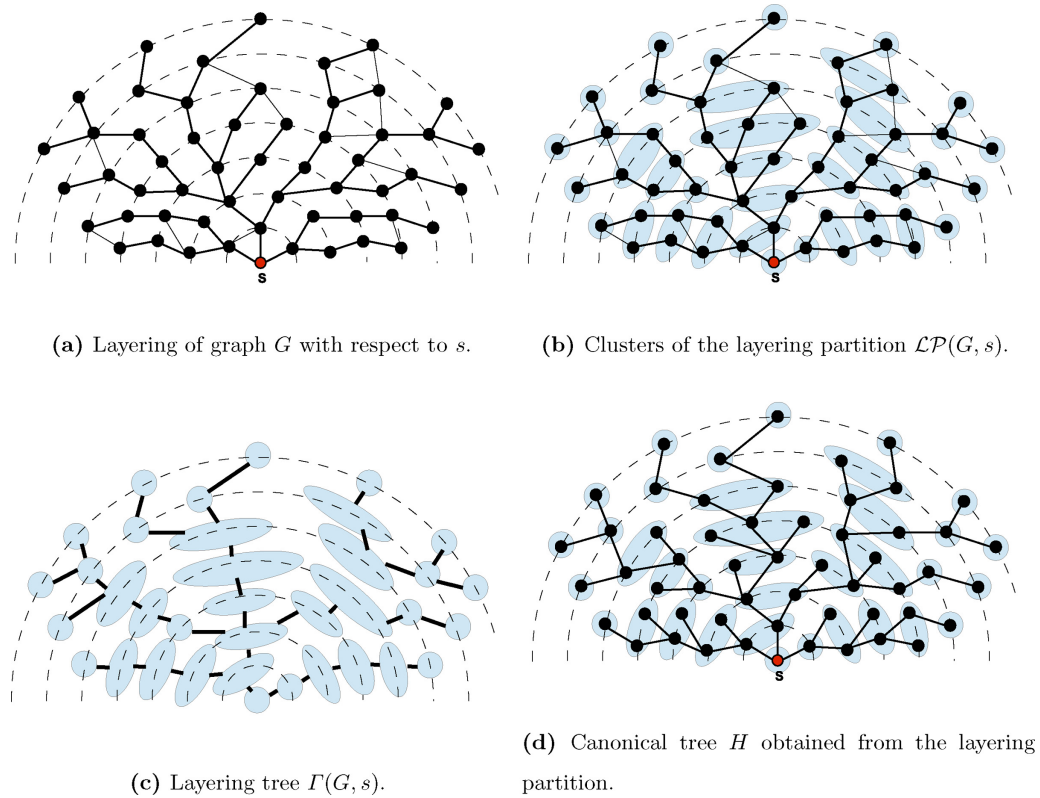 s
s
(a) Layering of graph G with respect to s.
(b) Clusters of the layering partition ℒ𝒫(G, s).
s
(c) Layering tree Γ(G, s).
(d) Canonical tree H obtained from the layering
partition.